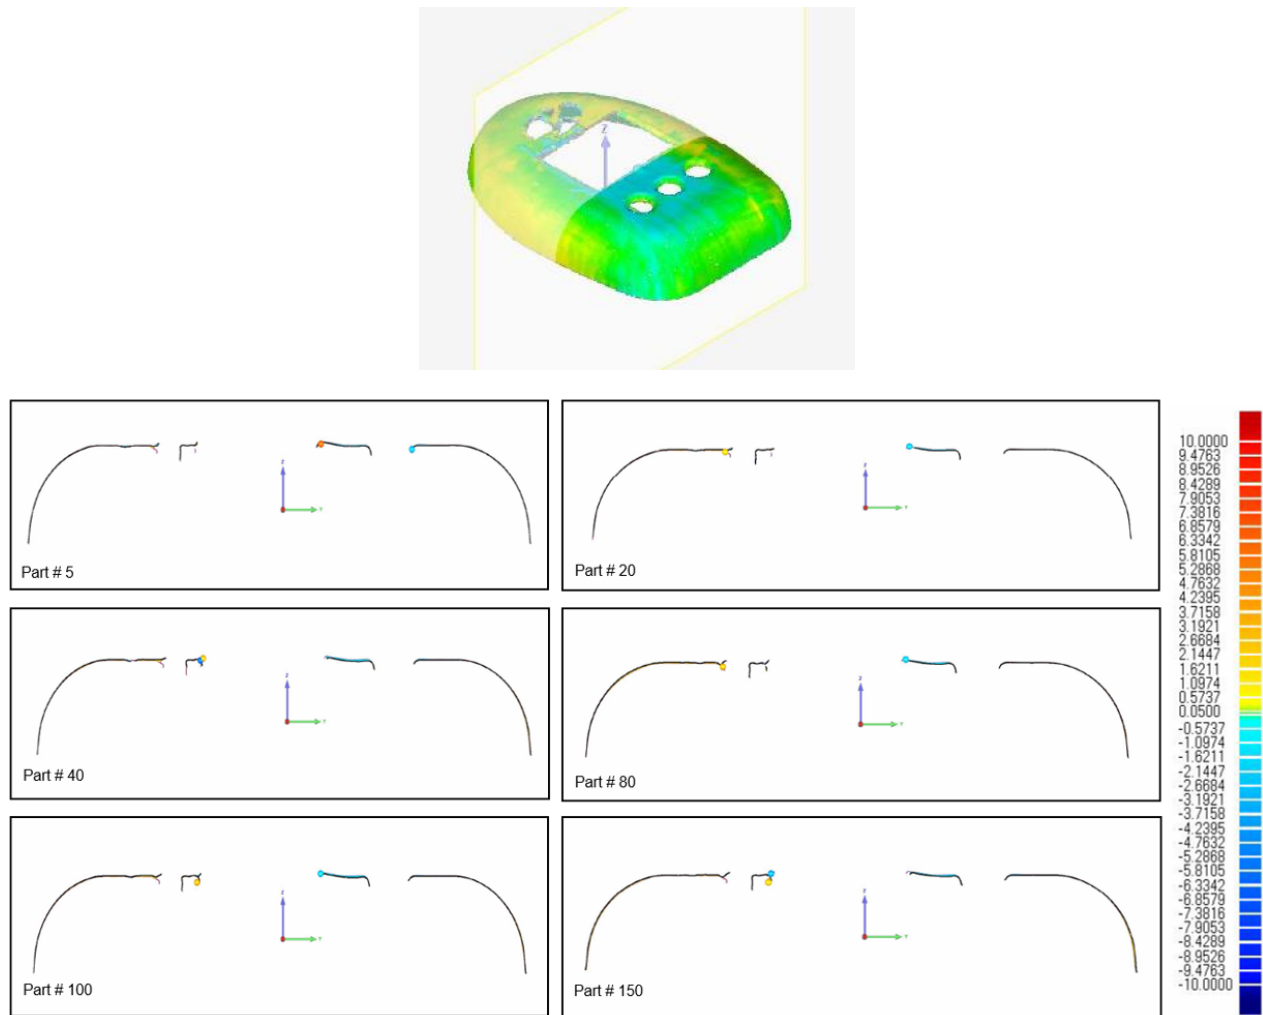 Z
Part # 5
Z
Y
Part # 20
Z
Y
Part # 40
Z
Y
Part # 80
Z
Y
Part # 100
Z
Y
Part # 150
Z
Y
10.0000
9.4763
8.9526
8.4289
7.9053
7.3816
6.8579
6.3342
5.8105
5.2868
4.7632
4.2395
3.7158
3.1921
2.6684
2.1447
1.6211
1.0974
0.5737
0.0500
-0.5737
-1.0974
-1.6211
-2.1447
-2.6684
-3.1921
-3.7158
-4.2395
-4.7632
-5.2868
-5.8105
-6.3342
-6.8579
-7.3816
-7.9053
-8.4289
-8.9526
-9.4763
-10.0000